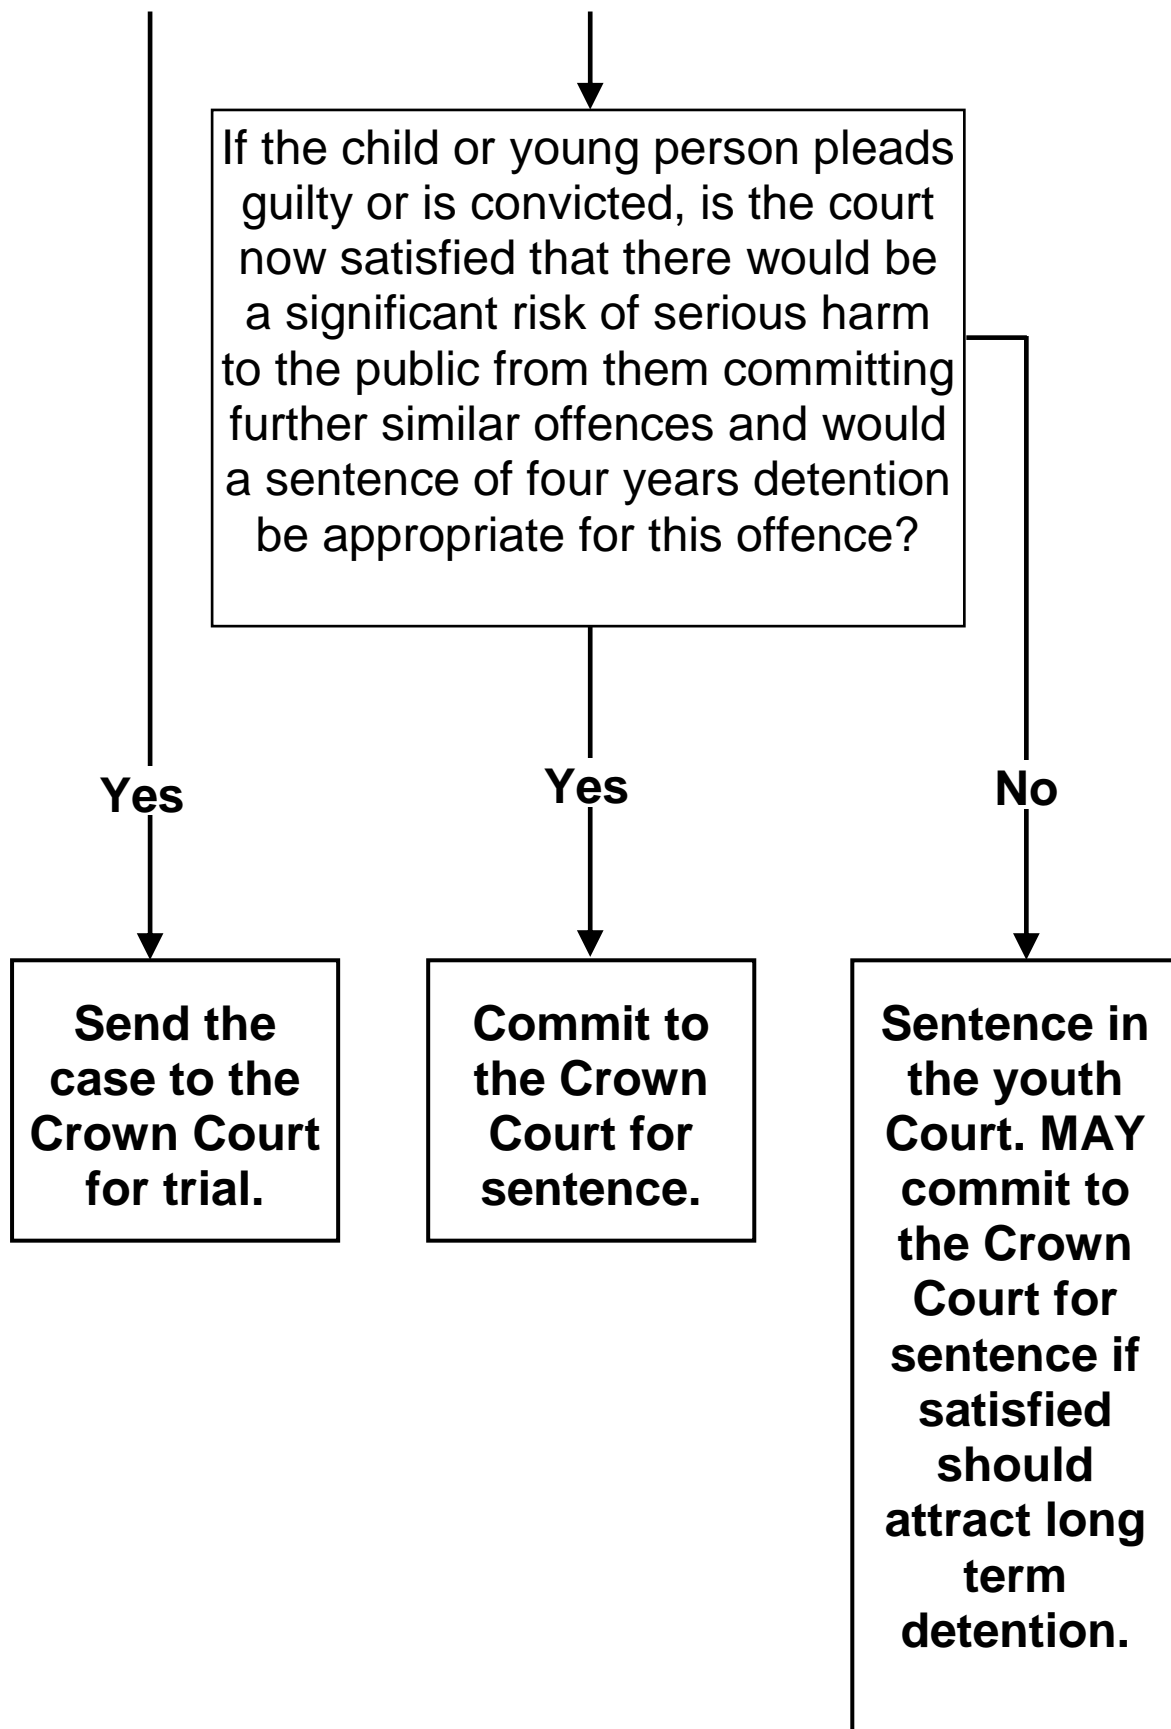 If the child or young person pleads
guilty or is convicted, is the court
now satisfied that there would be
a significant risk of serious harm
to the public from them committing
further similar offences and would
a sentence of four years detention
be appropriate for this offence?
Yes
Yes
No
Send the
case to the
Crown Court
for trial.
Commit to
the Crown
Court for
sentence.
Sentence in
the youth
Court. MAY
commit to
the Crown
Court for
sentence if
satisfied
should
attract long
term
detention.